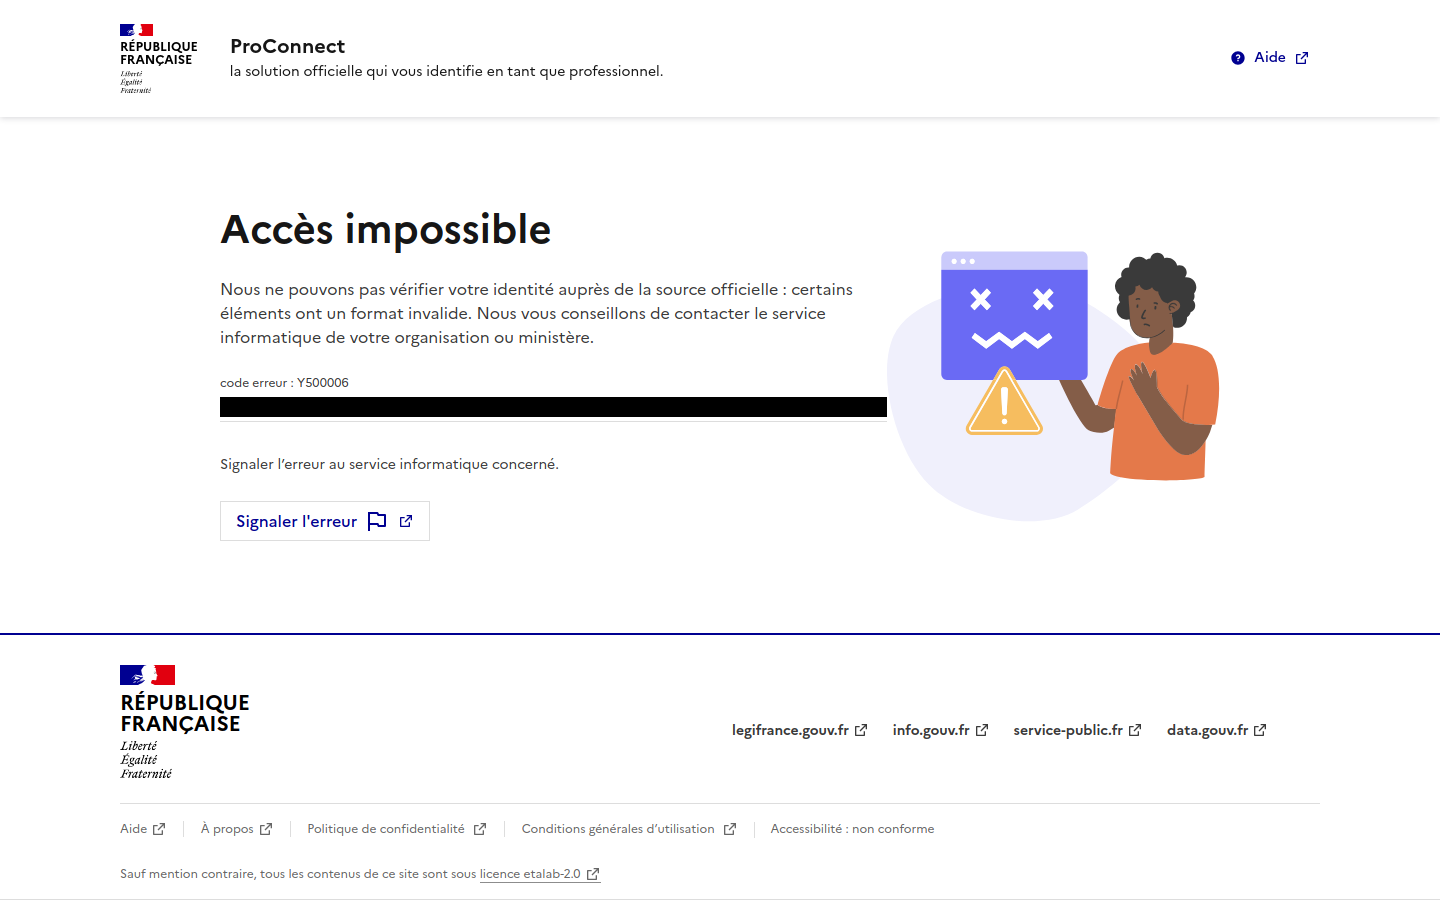 RÉPUBLIQUE
FRANÇAISE
Liberté
Égalité
Fraternité
ProConnect
la solution officielle qui vous identifie en tant que professionnel.
Aide
Accès impossible
Nous ne pouvons pas vérifier votre identité auprès de la source officielle : certains
éléments ont un format invalide. Nous vous conseillons de contacter le service
informatique de votre organisation ou ministère.
code erreur : Y500006
Signaler l’erreur au service informatique concerné.
Signaler l'erreur
RÉPUBLIQUE
FRANÇAISE
Liberté
Égalité
Fraternité
legifrance.gouv.fr info.gouv.fr service-public.fr data.gouv.fr
Aide À propos Politique de confidentialité Conditions générales d’utilisation Accessibilité : non conforme
Sauf mention contraire, tous les contenus de ce site sont sous licence etalab-2.0